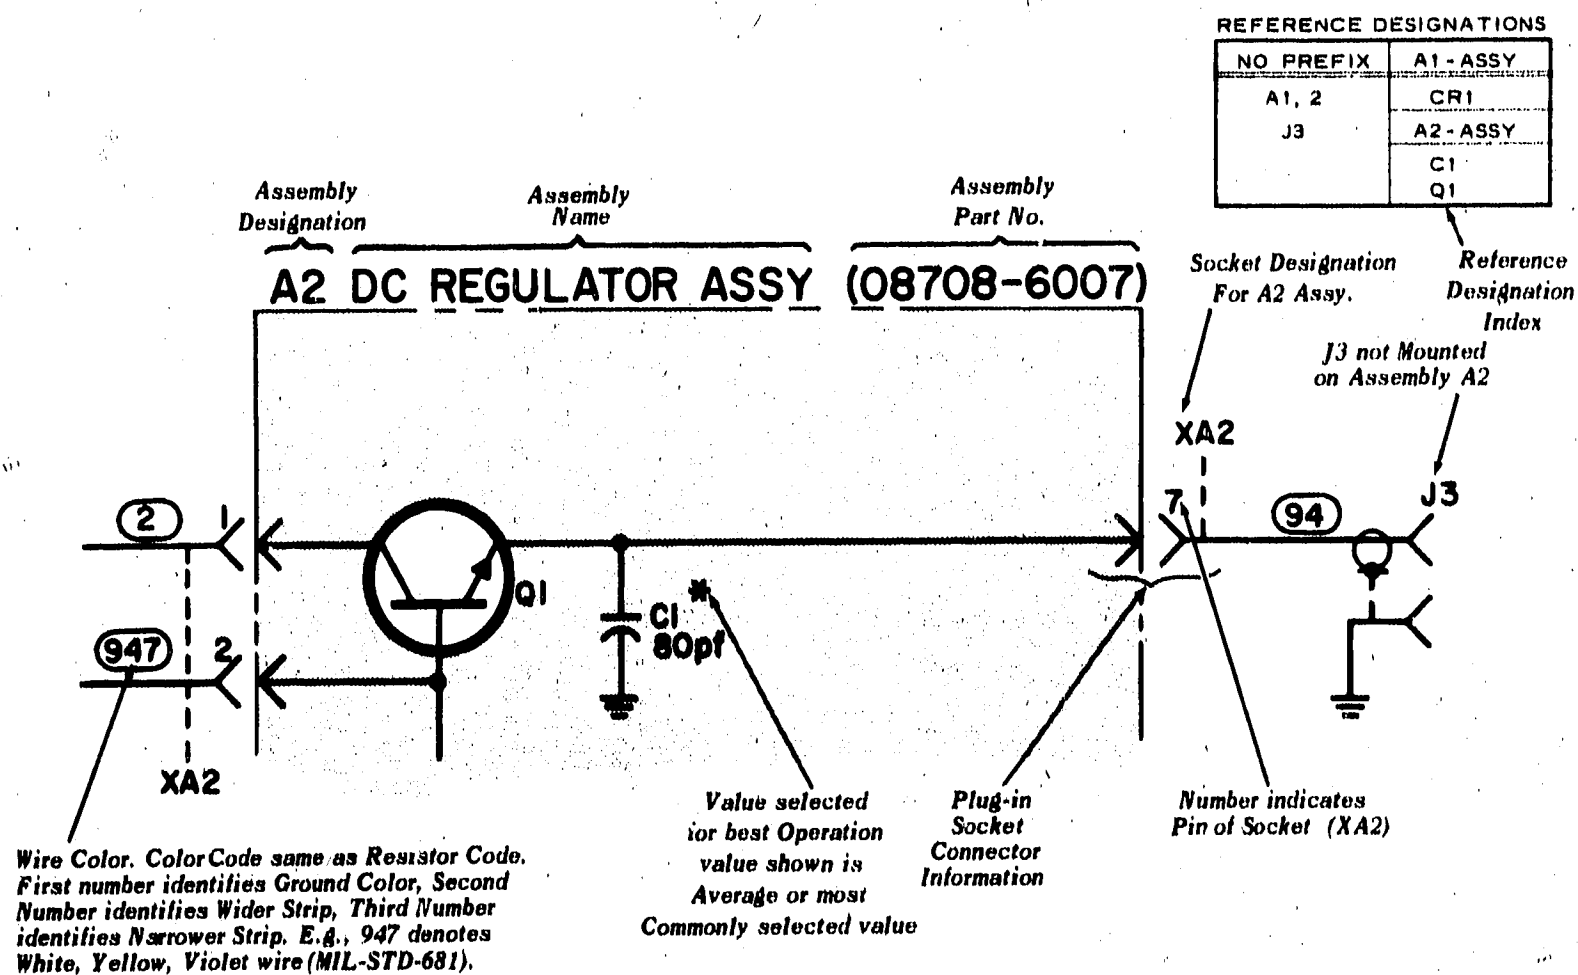 REFERENCE DESIGNATIONS
NO PREFIX A1-ASSY
A1, 2 CR1
J3 A2-ASSY
C1
Q1
Assembly
Designation
Assembly
Name
Assembly
Part No.
A2 DC REGULATOR ASSY (08708-6007)
Socket Designation
For A2 Assy.
Reference
Designation
Index
J3 not Mounted
on Assembly A2
XA2
2
1
7
94
J3
Q1
*
C1
80pf
947
2
XA2
Value selected
for best Operation
value shown is
Average or most
Commonly selected value
Plug-in
Socket
Connector
Information
Number indicates
Pin of Socket (XA2)
Wire Color. Color Code same as Resistor Code.
First number identifies Ground Color, Second
Number identifies Wider Strip, Third Number
identifies Narrower Strip. E.g., 947 denotes
White, Yellow, Violet wire (MIL-STD-681).